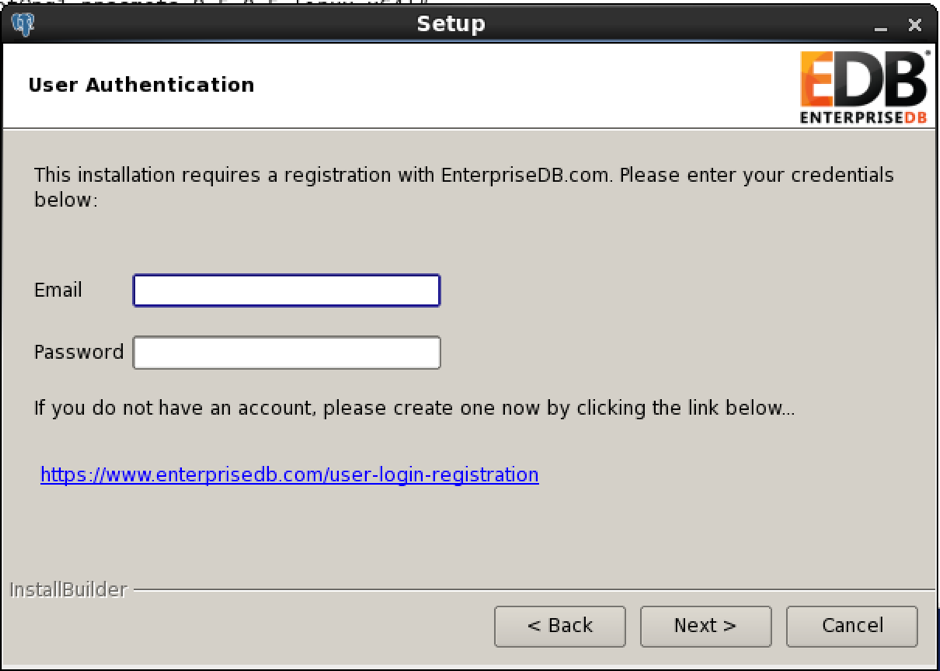 Setup
User Authentication
EDB
ENTERPRISEDB
This installation requires a registration with EnterpriseDB.com. Please enter your credentials
below:
Email
Password
If you do not have an account, please create one now by clicking the link below...
https://www.enterprisedb.com/user-login-registration
InstallBuilder
< Back
Next >
Cancel